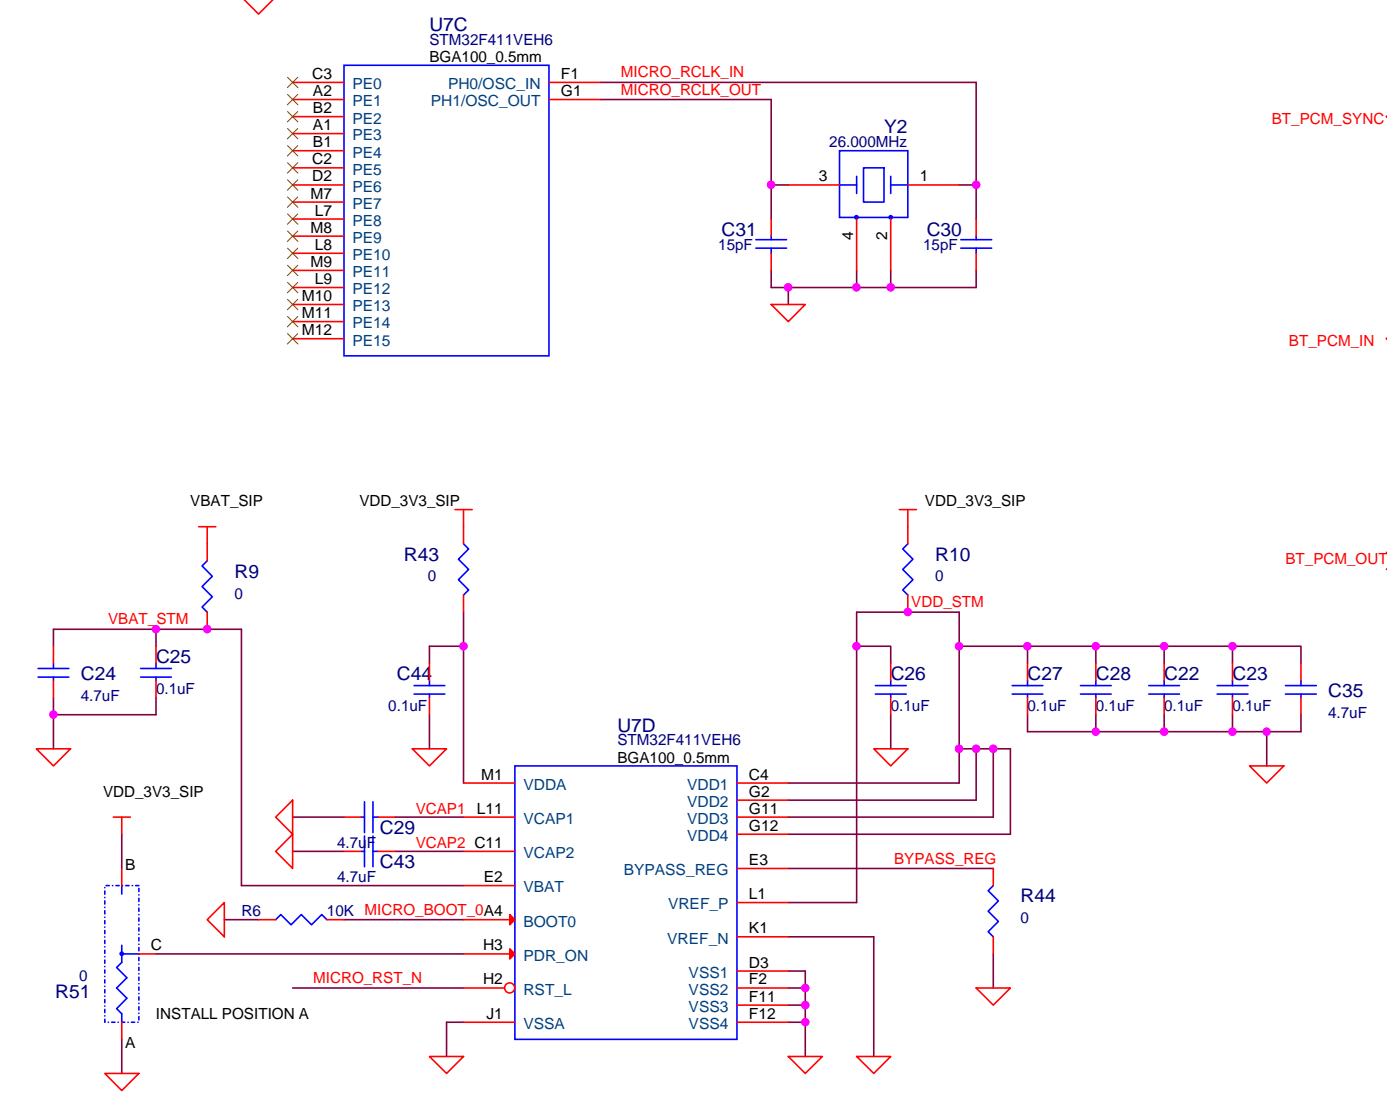 U7C
STM32F411VEH6
BGA100_0.5mm
C3 PE0
A2 PE1
B2 PE2
A1 PE3
B1 PE4
C2 PE5
D2 PE6
M7 PE7
L7 PE8
M8 PE9
L8 PE10
M9 PE11
L9 PE12
M10 PE13
M11 PE14
M12 PE15
PH0/OSC_IN F1 MICRO_RCLK_IN
PH1/OSC_OUT G1 MICRO_RCLK_OUT
Y2
26.000MHz
3 1
4 2
C31
15pF
C30
15pF
BT_PCM_SYNC
BT_PCM_IN
BT_PCM_OUT
VBAT_SIP
R9
0
VBAT_STM
C24
4.7uF
C25
0.1uF
VDD_3V3_SIP
R43
0
C44
0.1uF
VDD_3V3_SIP
R10
0
VDD_STM
C26
0.1uF
C27
0.1uF
C28
0.1uF
C22
0.1uF
C23
0.1uF
C35
4.7uF
U7D
STM32F411VEH6
BGA100_0.5mm
M1 VDDA
VCAP1 L11 VCAP1
C29
4.7uF
VCAP2 C11 VCAP2
C43
4.7uF
E2 VBAT
R6 10K MICRO_BOOT_0 A4 BOOT0
H3 PDR_ON
MICRO_RST_N H2 RST_L
J1 VSSA
VDD1 C4
VDD2 G2
VDD3 G11
VDD4 G12
BYPASS_REG E3 BYPASS_REG
VREF_P L1
VREF_N K1
VSS1 D3
VSS2 F2
VSS3 F11
VSS4 F12
R44
0
VDD_3V3_SIP
B
C
0
R51
INSTALL POSITION A
A